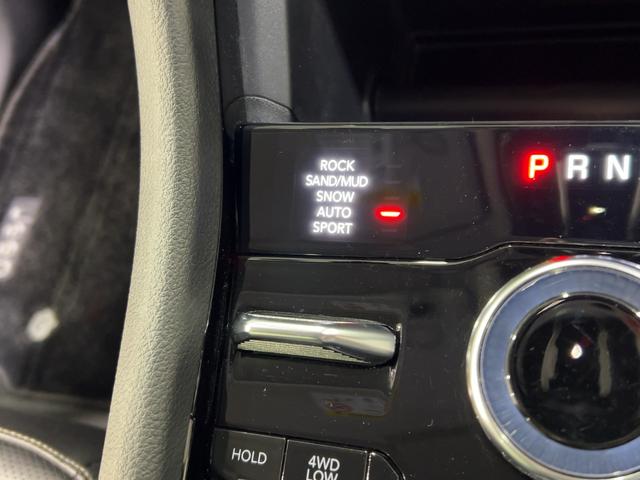 ROCK
SAND/MUD
SNOW
AUTO
SPORT
P R N
HOLD
4WD
LOW